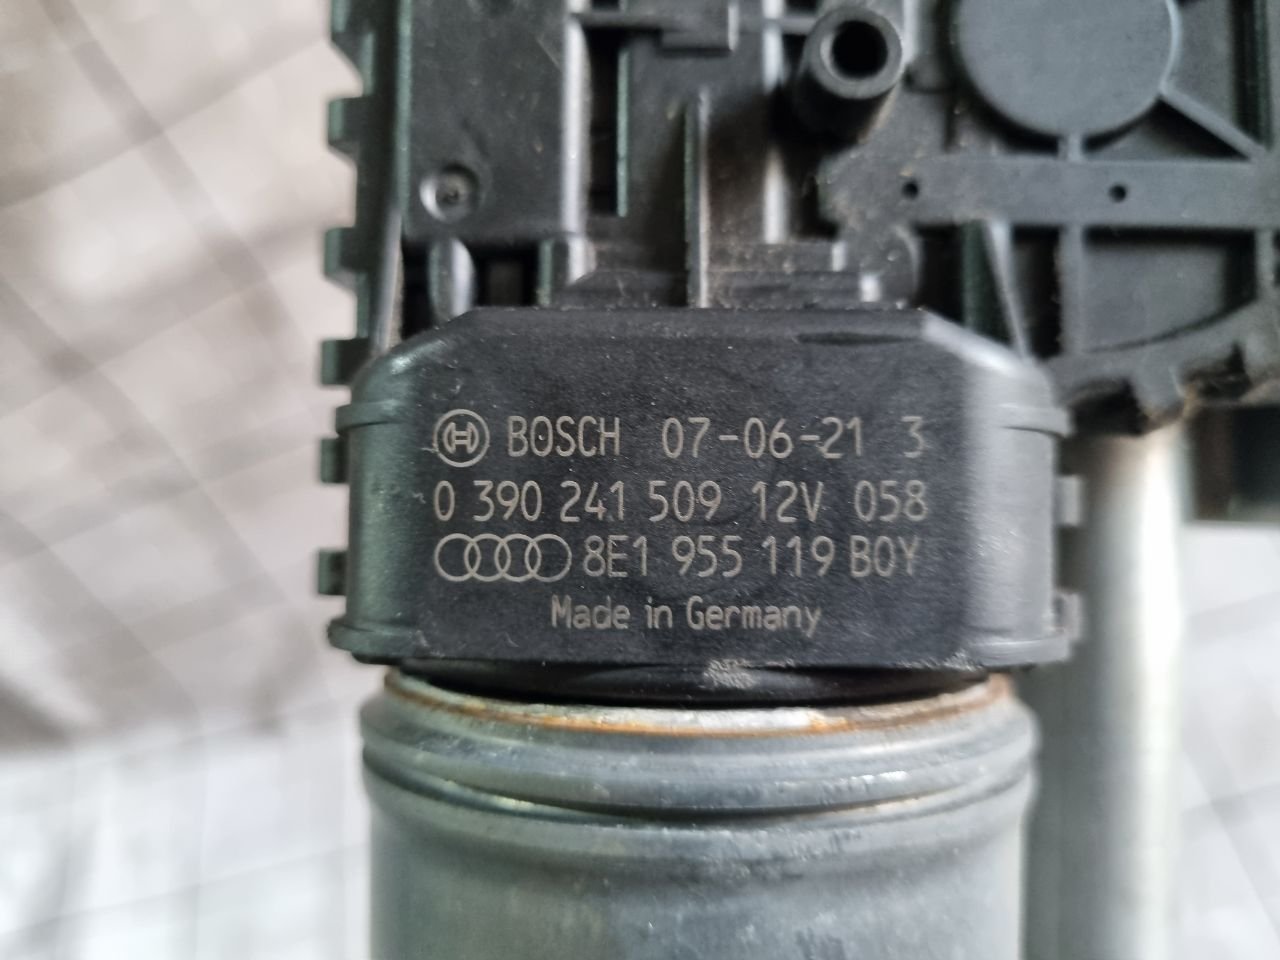 BOSCH 07-06-21 3
0 390 241 509 12V 058
8E1 955 119 BOY
Made in Germany